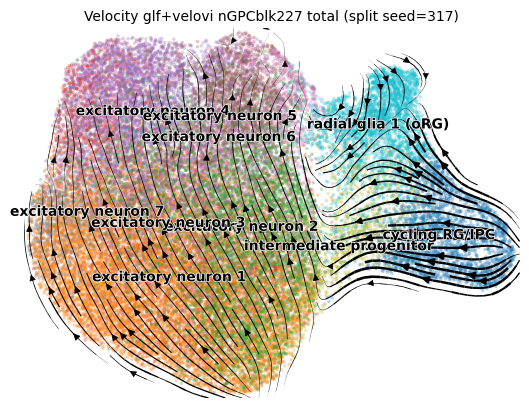 Velocity glf+velovi nGPCblk227 total (split seed=317)
excitatory neuron 4
excitatory neuron 5
radial glia 1 (oRG)
excitatory neuron 6
excitatory neuron 7
excitatory neuron 3
excitatory neuron 2
cycling RG/IPC
intermediate progenitor
excitatory neuron 1